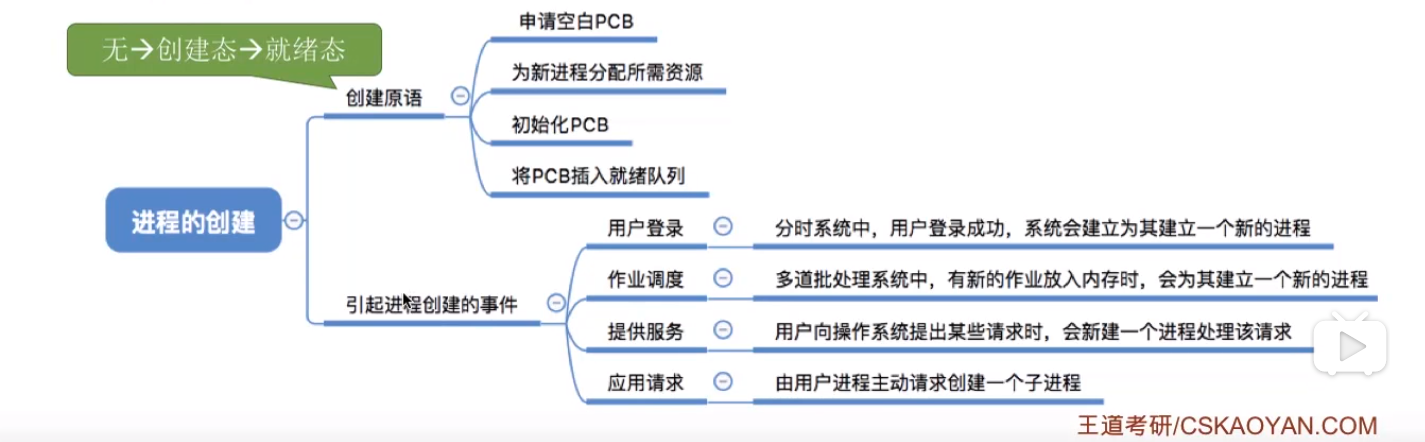 申请空白PCB
无→创建态→就绪态
为新进程分配所需资源
创建原语
初始化PCB
将PCB插入就绪队列
进程的创建
用户登录 分时系统中，用户登录成功，系统会建立为其建立一个新的进程
作业调度 多道批处理系统中，有新的作业放入内存时，会为其建立一个新的进程
引起进程创建的事件
提供服务 用户向操作系统提出某些请求时，会新建一个进程处理该请求
应用请求 由用户进程主动请求创建一个子进程
王道考研/CSKAOYAN.COM